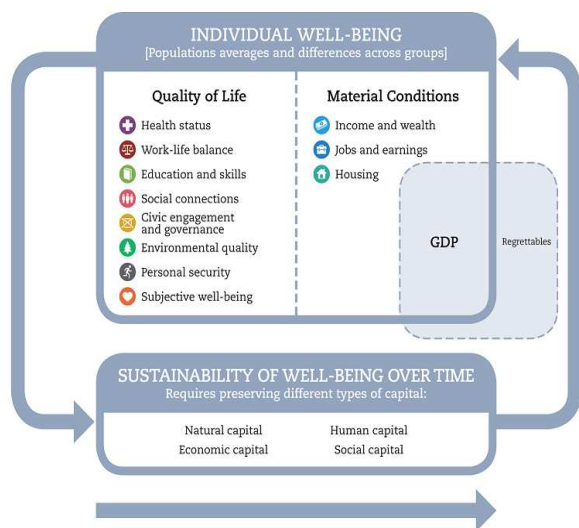 INDIVIDUAL WELL-BEING
[Populations averages and differences across groups]
Quality of Life
Health status
Work-life balance
Education and skills
Social connections
Civic engagement
and governance
Environmental quality
Personal security
Subjective well-being
Material Conditions
Income and wealth
Jobs and earnings
Housing
GDP
Regrettables
SUSTAINABILITY OF WELL-BEING OVER TIME
Requires preserving different types of capital:
Natural capital
Human capital
Economic capital
Social capital